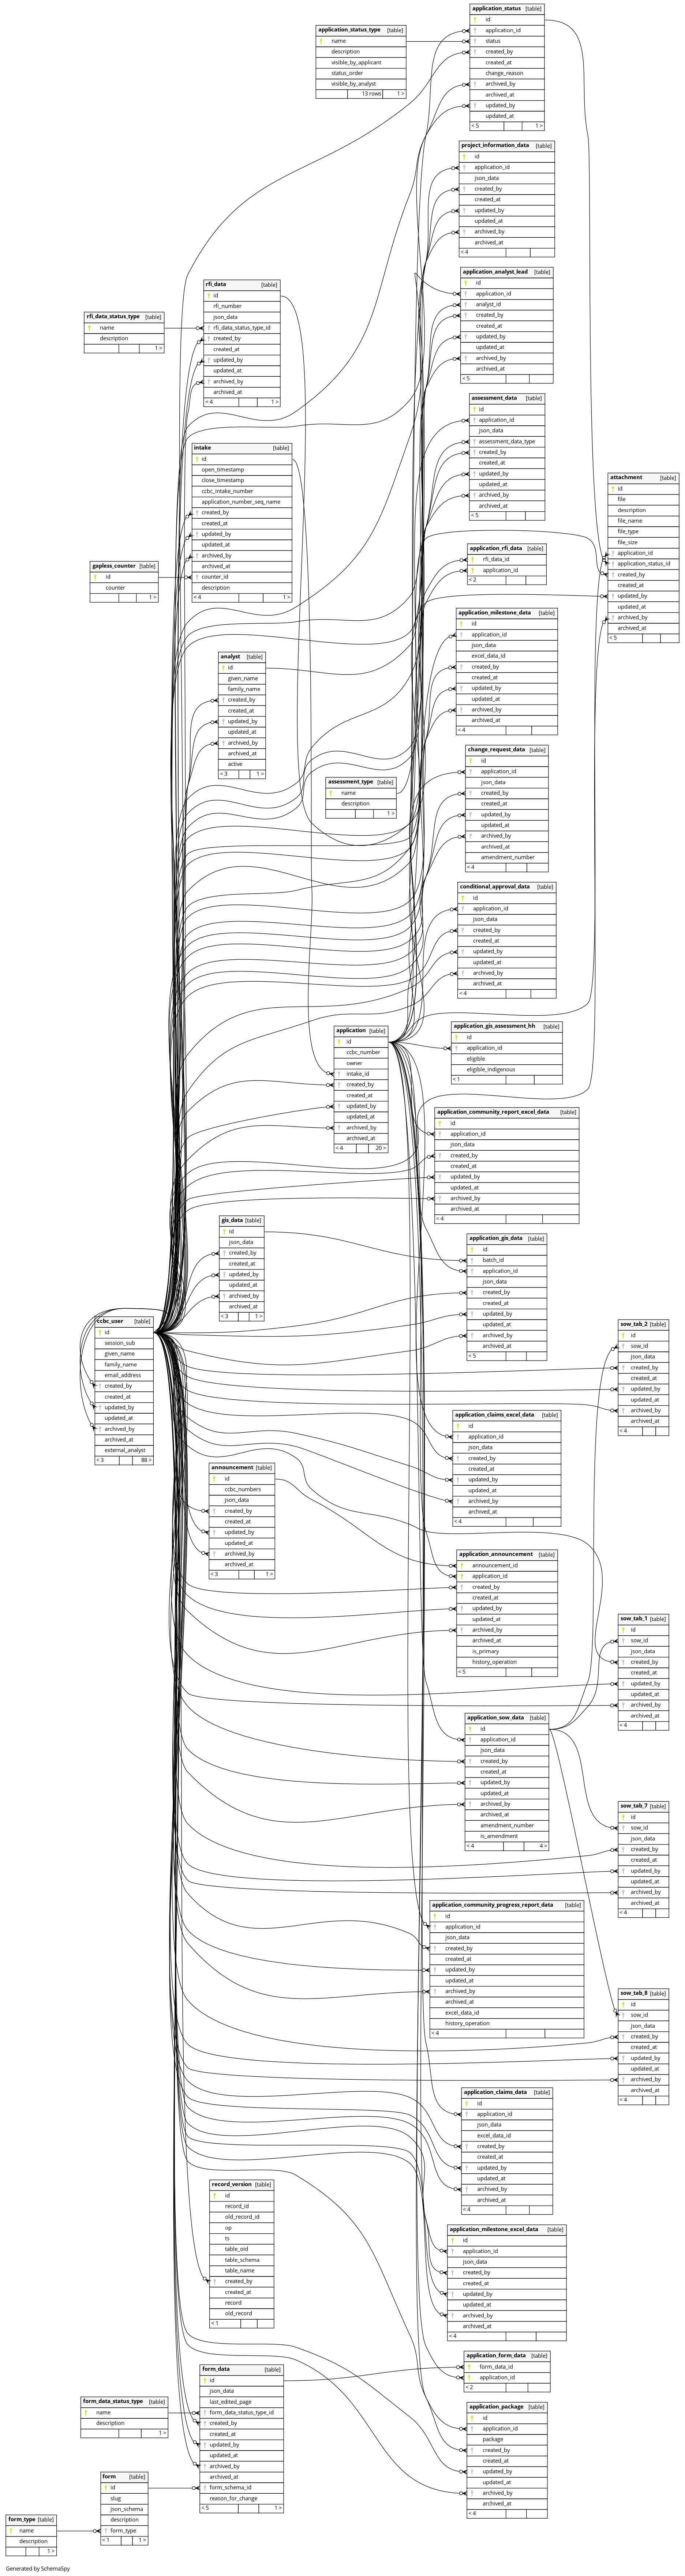 application_status [table]
id
application_id
status
created_by
created_at
change_reason
archived_by
archived_at
updated_by
updated_at
< 5 1 >
application_status_type [table]
name
description
visible_by_applicant
status_order
visible_by_analyst
13 rows 1 >
project_information_data [table]
id
application_id
json_data
created_by
created_at
updated_by
updated_at
archived_by
archived_at
< 4
application_analyst_lead [table]
id
application_id
analyst_id
created_by
created_at
updated_by
updated_at
archived_by
archived_at
< 5
rfi_data [table]
id
rfi_number
json_data
rfi_data_status_type_id
created_by
created_at
updated_by
updated_at
archived_by
archived_at
< 4 1 >
rfi_data_status_type [table]
name
description
1 >
assessment_data [table]
id
application_id
json_data
assessment_data_type
created_by
created_at
updated_by
updated_at
archived_by
archived_at
< 5
intake [table]
id
open_timestamp
close_timestamp
ccbc_intake_number
application_number_seq_name
created_by
created_at
updated_by
updated_at
archived_by
archived_at
counter_id
description
< 4 1 >
attachment [table]
id
file
description
file_name
file_type
file_size
application_id
application_status_id
created_by
created_at
updated_by
updated_at
archived_by
archived_at
< 5
gapless_counter [table]
id
counter
1 >
application_rfi_data [table]
rfi_data_id
application_id
< 2
application_milestone_data [table]
id
application_id
json_data
excel_data_id
created_by
created_at
updated_by
updated_at
archived_by
archived_at
< 4
analyst [table]
id
given_name
family_name
created_by
created_at
updated_by
updated_at
archived_by
archived_at
active
< 3 1 >
change_request_data [table]
id
application_id
json_data
created_by
created_at
updated_by
updated_at
archived_by
archived_at
amendment_number
< 4
assessment_type [table]
name
description
1 >
conditional_approval_data [table]
id
application_id
json_data
created_by
created_at
updated_by
updated_at
archived_by
archived_at
< 4
application [table]
id
ccbc_number
owner
intake_id
created_by
created_at
updated_by
updated_at
archived_by
archived_at
< 4 20 >
application_gis_assessment_hh [table]
id
application_id
eligible
eligible_indigenous
< 1
application_community_report_excel_data [table]
id
application_id
json_data
created_by
created_at
updated_by
updated_at
archived_by
archived_at
< 4
gis_data [table]
id
json_data
created_by
created_at
updated_by
updated_at
archived_by
archived_at
< 3 1 >
application_gis_data [table]
id
batch_id
application_id
json_data
created_by
created_at
updated_by
updated_at
archived_by
archived_at
< 5
ccbc_user [table]
id
session_sub
given_name
family_name
email_address
created_by
created_at
updated_by
updated_at
archived_by
archived_at
external_analyst
< 3 88 >
sow_tab_2 [table]
id
sow_id
json_data
created_by
created_at
updated_by
updated_at
archived_by
archived_at
< 4
application_claims_excel_data [table]
id
application_id
json_data
created_by
created_at
updated_by
updated_at
archived_by
archived_at
< 4
announcement [table]
id
ccbc_numbers
json_data
created_by
created_at
updated_by
updated_at
archived_by
archived_at
< 3 1 >
application_announcement [table]
announcement_id
application_id
created_by
created_at
updated_by
updated_at
archived_by
archived_at
is_primary
history_operation
< 5
sow_tab_1 [table]
id
sow_id
json_data
created_by
created_at
updated_by
updated_at
archived_by
archived_at
< 4
application_sow_data [table]
id
application_id
json_data
created_by
created_at
updated_by
updated_at
archived_by
archived_at
amendment_number
is_amendment
< 4 4 >
sow_tab_7 [table]
id
sow_id
json_data
created_by
created_at
updated_by
updated_at
archived_by
archived_at
< 4
application_community_progress_report_data [table]
id
application_id
json_data
created_by
created_at
updated_by
updated_at
archived_by
archived_at
excel_data_id
history_operation
< 4
sow_tab_8 [table]
id
sow_id
json_data
created_by
created_at
updated_by
updated_at
archived_by
archived_at
< 4
application_claims_data [table]
id
application_id
json_data
excel_data_id
created_by
created_at
updated_by
updated_at
archived_by
archived_at
< 4
record_version [table]
id
record_id
old_record_id
op
ts
table_oid
table_schema
table_name
created_by
created_at
record
old_record
< 1
application_milestone_excel_data [table]
id
application_id
json_data
created_by
created_at
updated_by
updated_at
archived_by
archived_at
< 4
application_form_data [table]
form_data_id
application_id
< 2
form_data [table]
id
json_data
last_edited_page
form_data_status_type_id
created_by
created_at
updated_by
updated_at
archived_by
archived_at
form_schema_id
reason_for_change
< 5 1 >
form_data_status_type [table]
name
description
1 >
application_package [table]
id
application_id
package
created_by
created_at
updated_by
updated_at
archived_by
archived_at
< 4
form [table]
id
slug
json_schema
description
form_type
< 1 1 >
form_type [table]
name
description
1 >
Generated by SchemaSpy